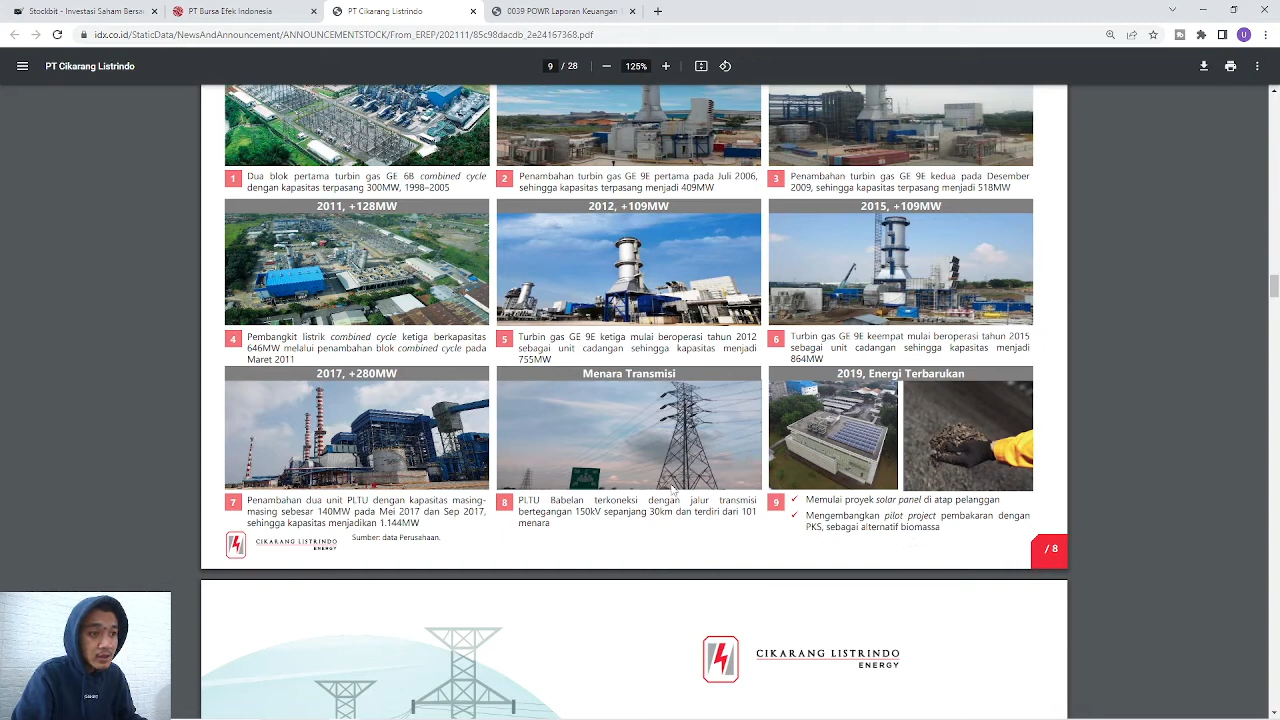 Stockbit - Investasi Saham Bersa
PT Bursa Efek Indonesia
PT Cikarang Listrindo
0039 POWR Laporan Keuangan
idx.co.id/StaticData/NewsAndAnnouncement/ANNOUNCEMENTSTOCK/From_EREP/202111/85c98dacdb_2e24167368.pdf
U
PT Cikarang Listrindo
9 / 28
125%
1 Dua blok pertama turbin gas GE 6B combined cycle
dengan kapasitas terpasang 300MW, 1998–2005
2 Penambahan turbin gas GE 9E pertama pada Juli 2006,
sehingga kapasitas terpasang menjadi 409MW
3 Penambahan turbin gas GE 9E kedua pada Desember
2009, sehingga kapasitas terpasang menjadi 518MW
2011, +128MW
2012, +109MW
2015, +109MW
4 Pembangkit listrik combined cycle ketiga berkapasitas
646MW melalui penambahan blok combined cycle pada
Maret 2011
5 Turbin gas GE 9E ketiga mulai beroperasi tahun 2012
sebagai unit cadangan sehingga kapasitas menjadi
755MW
6 Turbin gas GE 9E keempat mulai beroperasi tahun 2015
sebagai unit cadangan sehingga kapasitas menjadi
864MW
2017, +280MW
Menara Transmisi
2019, Energi Terbarukan
7 Penambahan dua unit PLTU dengan kapasitas masing-
masing sebesar 140MW pada Mei 2017 dan Sep 2017,
sehingga kapasitas menjadikan 1.144MW
8 PLTU Babelan terkoneksi dengan jalur transmisi
bertegangan 150kV sepanjang 30km dan terdiri dari 101
menara
9 ✓ Memulai proyek solar panel di atap pelanggan
✓ Mengembangkan pilot project pembakaran dengan
PKS, sebagai alternatif biomassa
CIKARANG LISTRINDO
ENERGY
Sumber: data Perusahaan.
/ 8
CIKARANG LISTRINDO
ENERGY